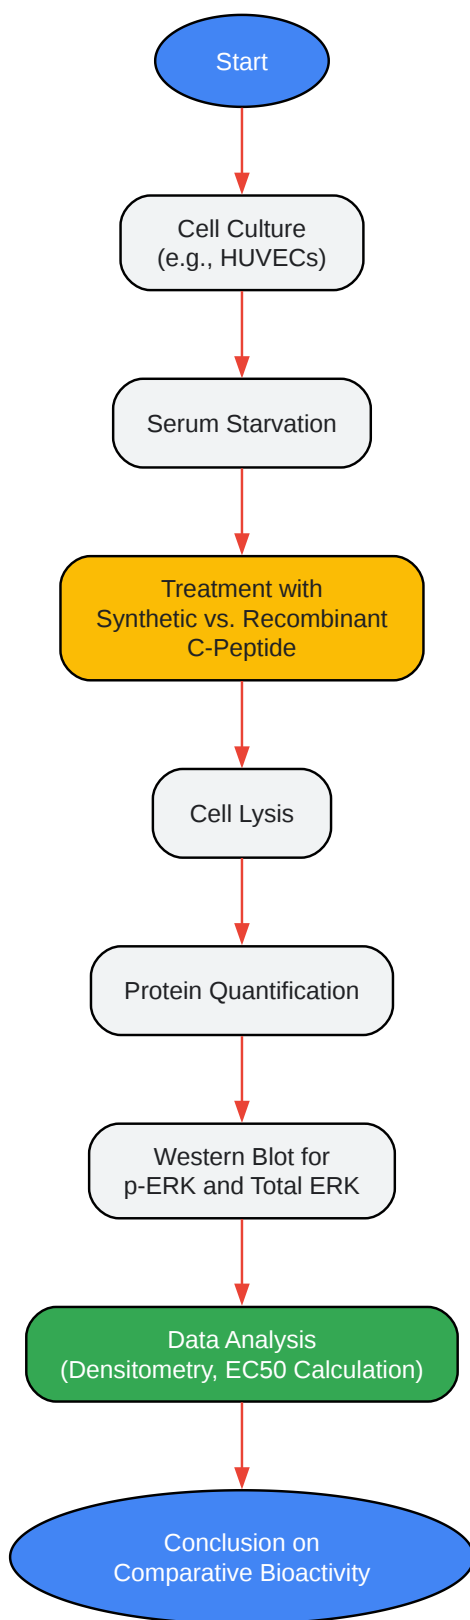 Start
Cell Culture
(e.g., HUVECs)
Serum Starvation
Treatment with
Synthetic vs. Recombinant
C-Peptide
Cell Lysis
Protein Quantification
Western Blot for
p-ERK and Total ERK
Data Analysis
(Densitometry, EC50 Calculation)
Conclusion on
Comparative Bioactivity